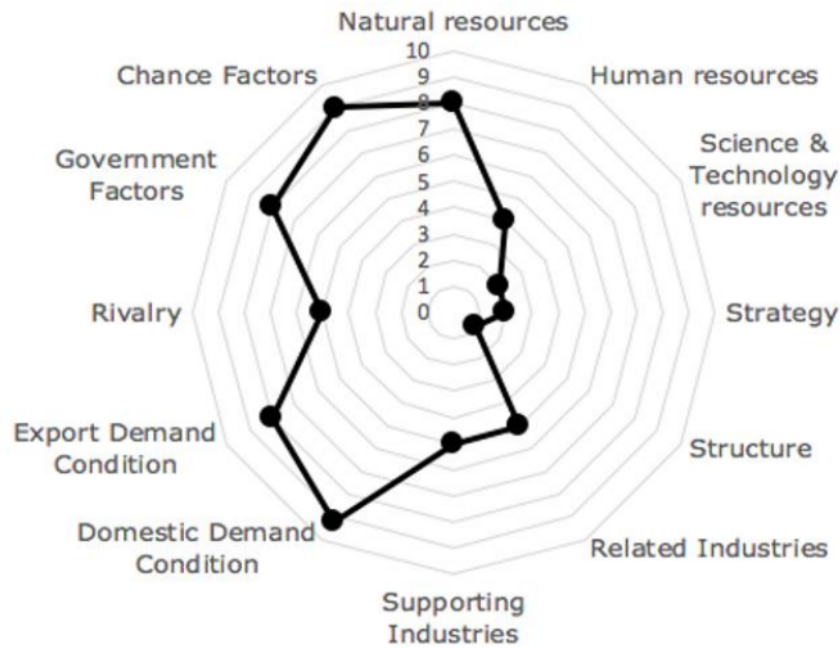 Natural resources
10
9
8
7
6
5
4
3
2
1
0
Human resources
Science &
Technology
resources
Strategy
Structure
Related Industries
Supporting
Industries
Domestic Demand
Condition
Export Demand
Condition
Rivalry
Government
Factors
Chance Factors